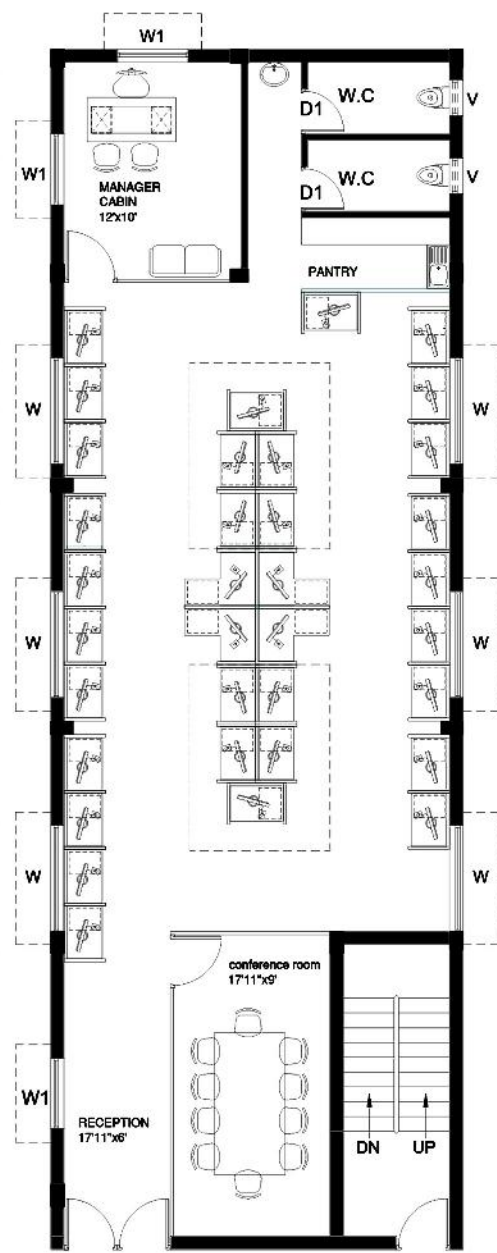 W1
W.C
V
D1
W1
MANAGER
CABIN
12'x10'
W.C
V
D1
PANTRY
W
W
W
W
W
W
conference room
17'11"x9'
W1
RECEPTION
17'11"x6'
DN
UP